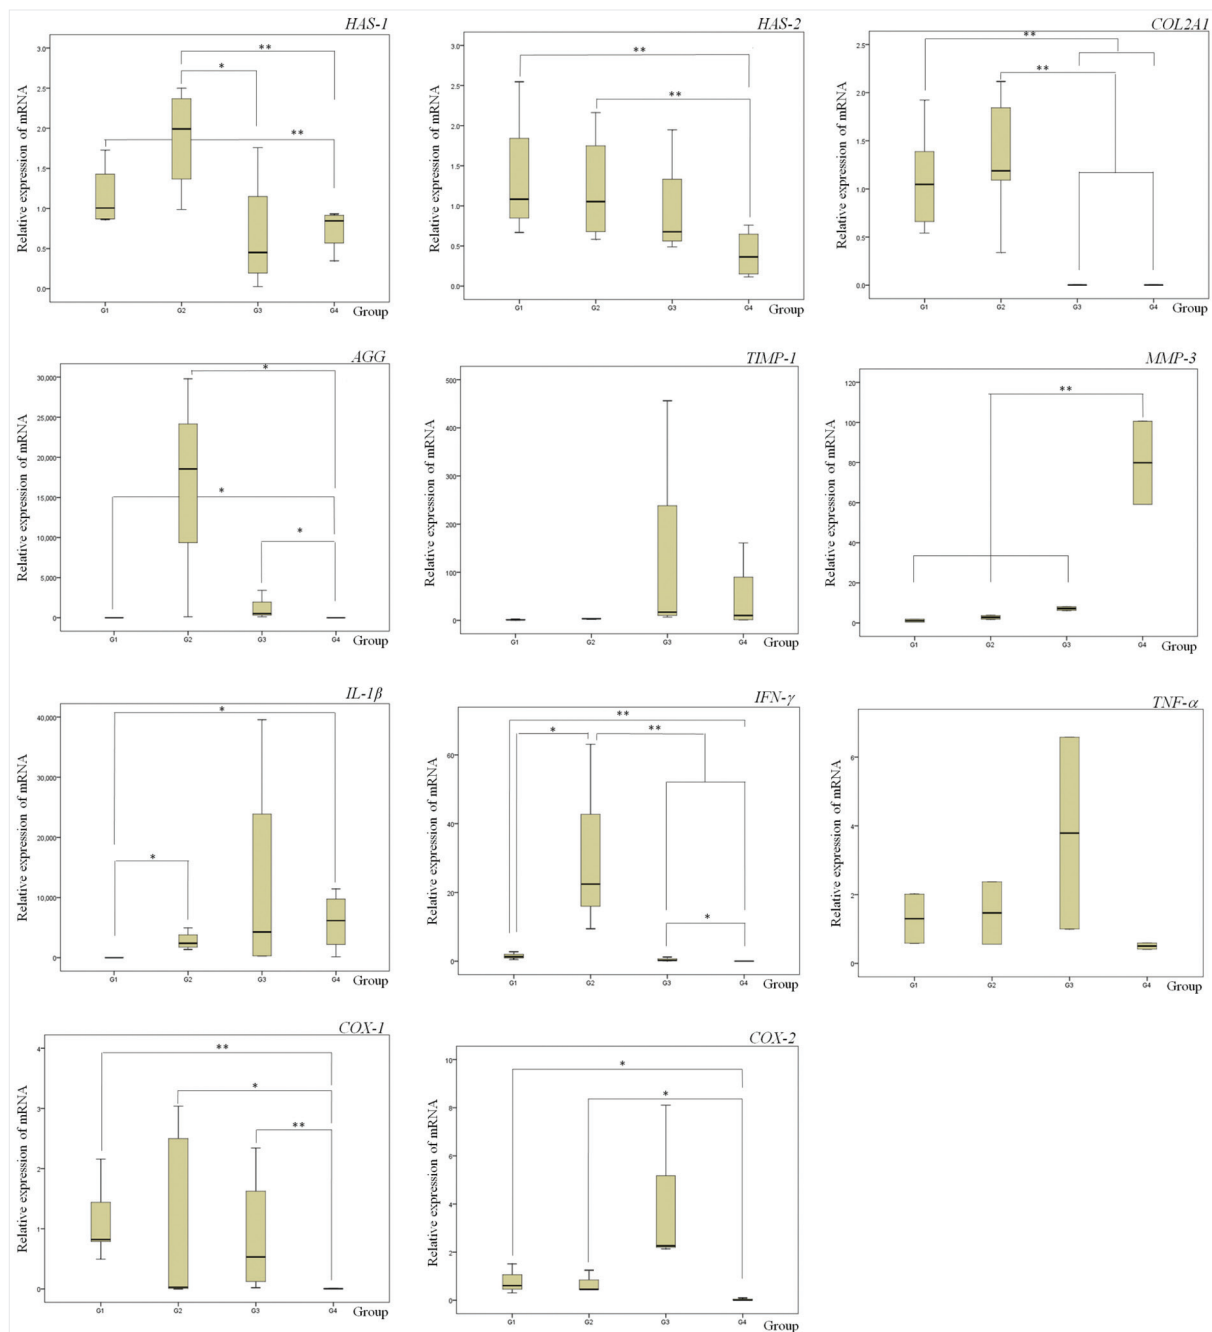 HAS-1
Relative expression of mRNA
3.0
2.5
2.0
1.5
1.0
0.5
0.0
**
*
**
G1 G2 G3 G4 Group
HAS-2
Relative expression of mRNA
3.0
2.5
2.0
1.5
1.0
0.5
0.0
**
**
G1 G2 G3 G4 Group
COL2A1
Relative expression of mRNA
2.5
2.0
1.5
1.0
0.5
0.0
**
**
G1 G2 G3 G4 Group
AGG
Relative expression of mRNA
30,000
25,000
20,000
15,000
10,000
5,000
0
*
*
*
G1 G2 G3 G4 Group
TIMP-1
Relative expression of mRNA
500
400
300
200
100
0
G1 G2 G3 G4 Group
MMP-3
Relative expression of mRNA
120
100
80
60
40
20
0
**
G1 G2 G3 G4 Group
IL-1β
Relative expression of mRNA
40,000
30,000
20,000
10,000
0
*
*
G1 G2 G3 G4 Group
IFN-γ
Relative expression of mRNA
60
40
20
0
**
*
**
*
G1 G2 G3 G4 Group
TNF-α
Relative expression of mRNA
6
4
2
0
G1 G2 G3 G4 Group
COX-1
Relative expression of mRNA
4
3
2
1
0
**
*
**
G1 G2 G3 G4 Group
COX-2
Relative expression of mRNA
10
8
6
4
2
0
*
*
G1 G2 G3 G4
Group